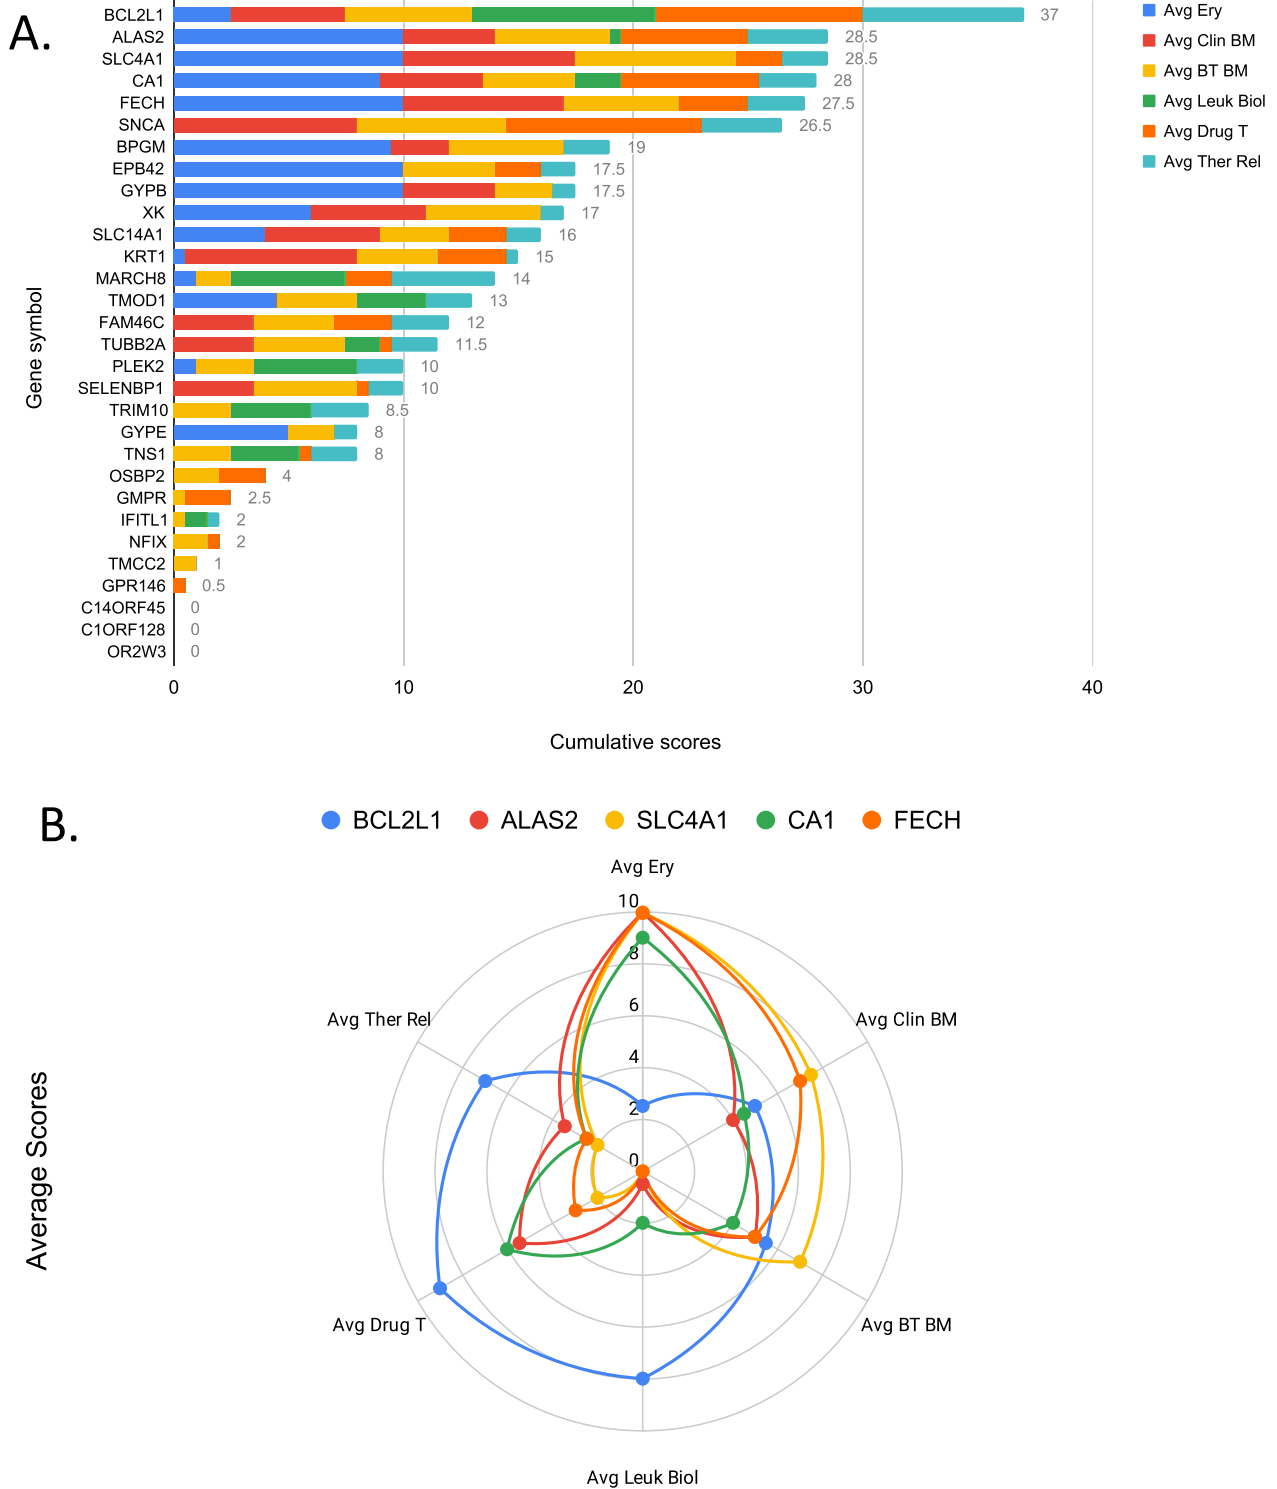 A.
BCL2L1 37
ALAS2 28.5
SLC4A1 28.5
CA1 28
FECH 27.5
SNCA 26.5
BPGM 19
EPB42 17.5
GYPB 17.5
XK 17
SLC14A1 16
KRT1 15
MARCH8 14
TMOD1 13
FAM46C 12
TUBB2A 11.5
PLEK2 10
SELENBP1 10
TRIM10 8.5
GYPE 8
TNS1 8
OSBP2 4
GMPR 2.5
IFITL1 2
NFIX 2
TMCC2 1
GPR146 0.5
C14ORF45 0
C1ORF128 0
OR2W3 0
Gene symbol
0 10 20 30 40
Cumulative scores
Avg Ery
Avg Clin BM
Avg BT BM
Avg Leuk Biol
Avg Drug T
Avg Ther Rel
B.
BCL2L1 ALAS2 SLC4A1 CA1 FECH
Avg Ery
10
8
6
4
2
0
Avg Ther Rel
Avg Clin BM
Average Scores
Avg Drug T
Avg BT BM
Avg Leuk Biol